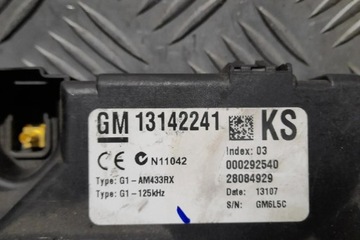 GM 13142241 KS
Index: 03
CE N11042
000292540
Type: G1-AM433RX
28084929
Type: G1-125kHz
Date: 13107
S/N: GM6L5C